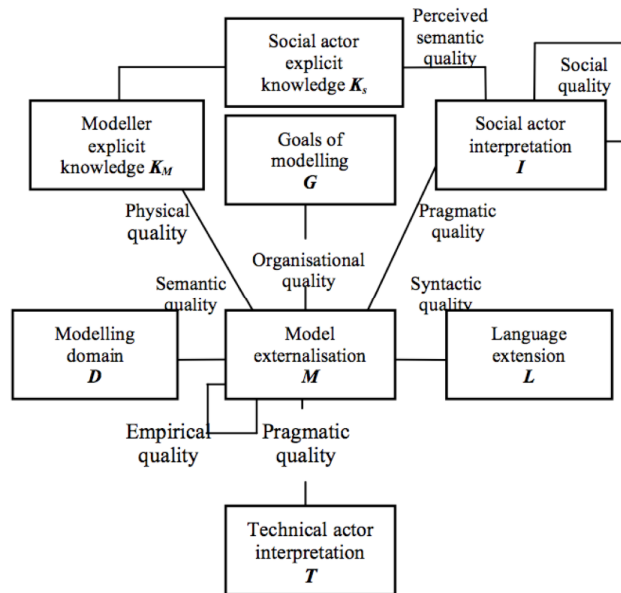 Social actor
explicit
knowledge Ks
Perceived
semantic
quality
Social
quality
Modeller
explicit
knowledge KM
Goals of
modelling
G
Social actor
interpretation
I
Physical
quality
Pragmatic
quality
Organisational
quality
Semantic
quality
Syntactic
quality
Modelling
domain
D
Model
externalisation
M
Language
extension
L
Empirical
quality
Pragmatic
quality
Technical actor
interpretation
T